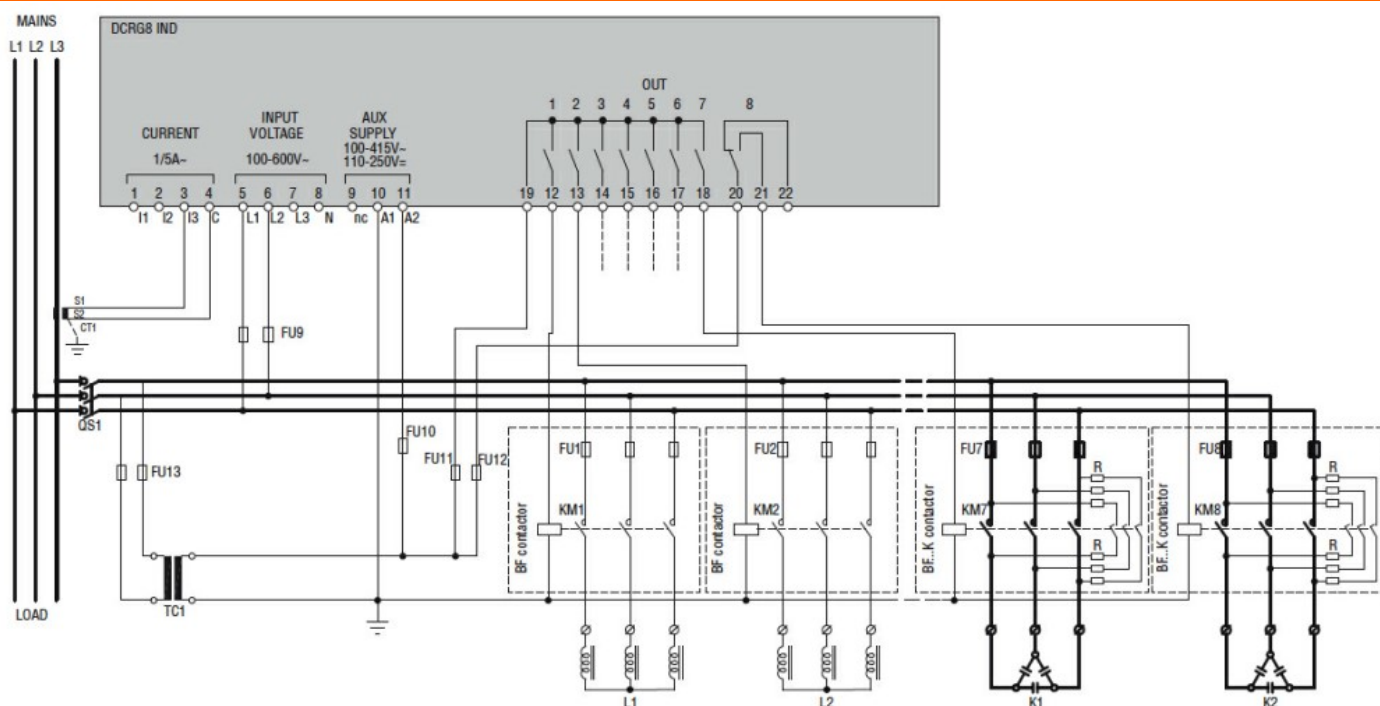 MAINS
L1 L2 L3
DCRG8 IND
OUT
1 2 3 4 5 6 7 8
CURRENT
1/5A~
INPUT
VOLTAGE
100-600V~
AUX
SUPPLY
100-415V~
110-250V=
1 2 3 4 5 6 7 8 9 10 11 19 12 13 14 15 16 17 18 20 21 22
I1 I2 I3 C L1 L2 L3 N nc A1 A2
S1
S2
CT1
FU9
QS1
FU10
FU13
FU11
FU12
FU1
FU2
FU7
FU8
R
R
BF contactor
KM1
BF contactor
KM2
BF...K contactor
KM7
BF...K contactor
KM8
R
R
LOAD
TC1
L1
L2
K1
K2